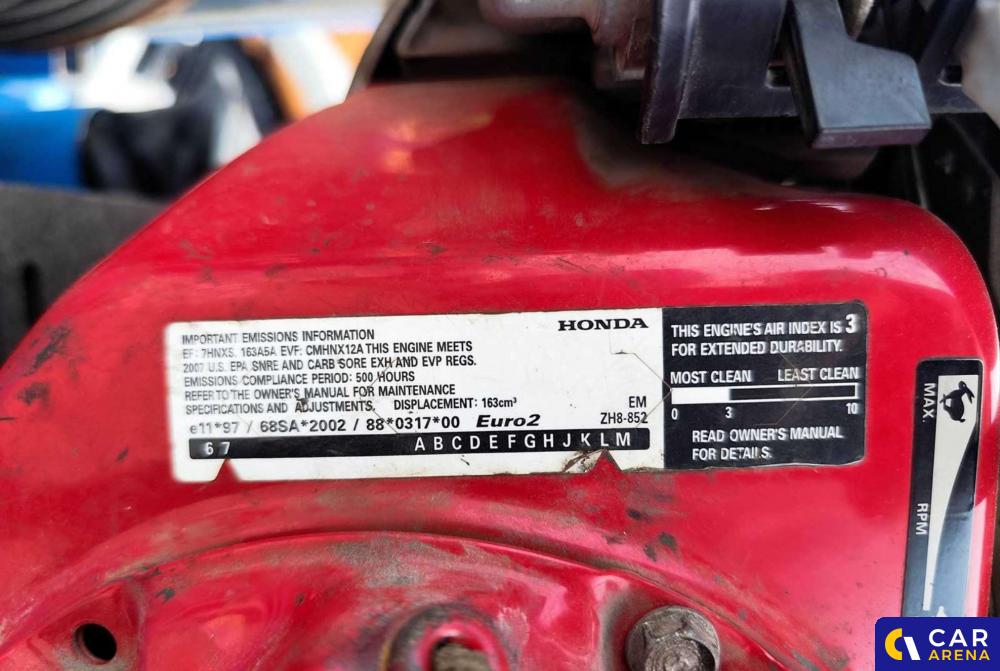 IMPORTANT EMISSIONS INFORMATION
EF: 7HNXS. 163A5A EVF: CMHNX12A THIS ENGINE MEETS
2007 U.S. EPA SNRE AND CARB SORE EXH AND EVP REGS.
EMISSIONS COMPLIANCE PERIOD: 500 HOURS
REFER TO THE OWNER'S MANUAL FOR MAINTENANCE
SPECIFICATIONS AND ADJUSTMENTS. DISPLACEMENT: 163cm³
e11*97 / 68SA*2002 / 88*0317*00 Euro2
6 7 A B C D E F G H J K L M
HONDA
EM
ZH8-852
THIS ENGINE'S AIR INDEX IS 3
FOR EXTENDED DURABILITY.
MOST CLEAN LEAST CLEAN
0 3 10
READ OWNER'S MANUAL
FOR DETAILS.
MAX.
RPM
CAR
ARENA